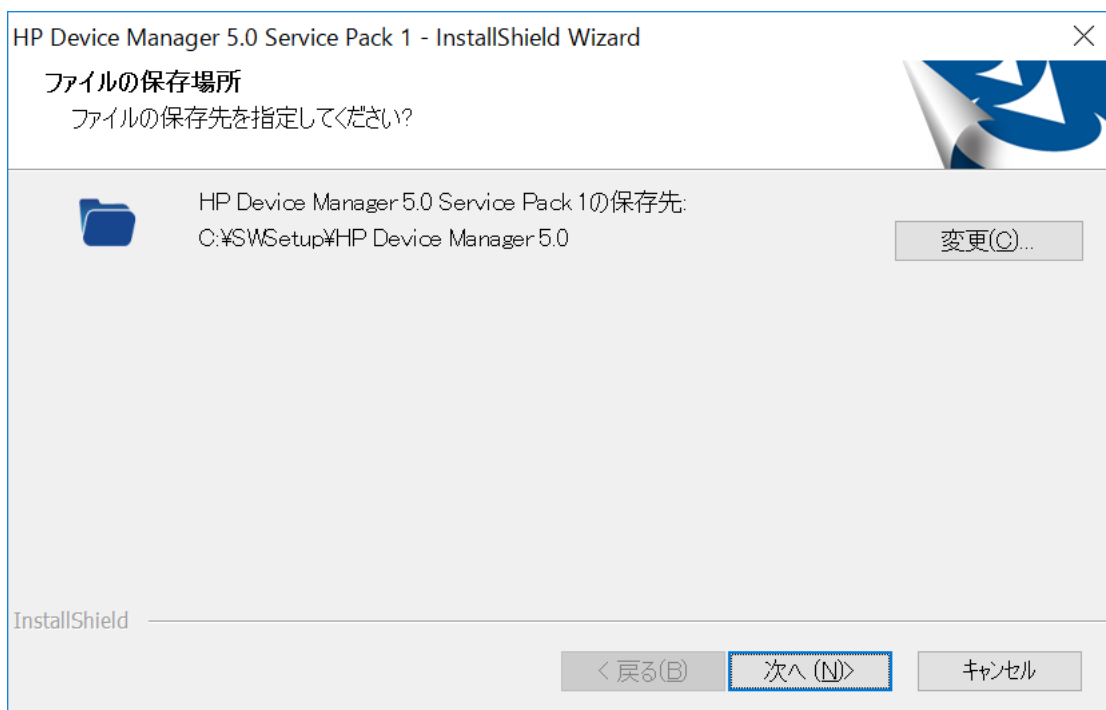 HP Device Manager 5.0 Service Pack 1 - InstallShield Wizard
ファイルの保存場所
ファイルの保存先を指定してください?
HP Device Manager 5.0 Service Pack 1の保存先:
C:¥SWSetup¥HP Device Manager 5.0
変更(C)...
InstallShield
< 戻る(B)
次へ (N)>
キャンセル